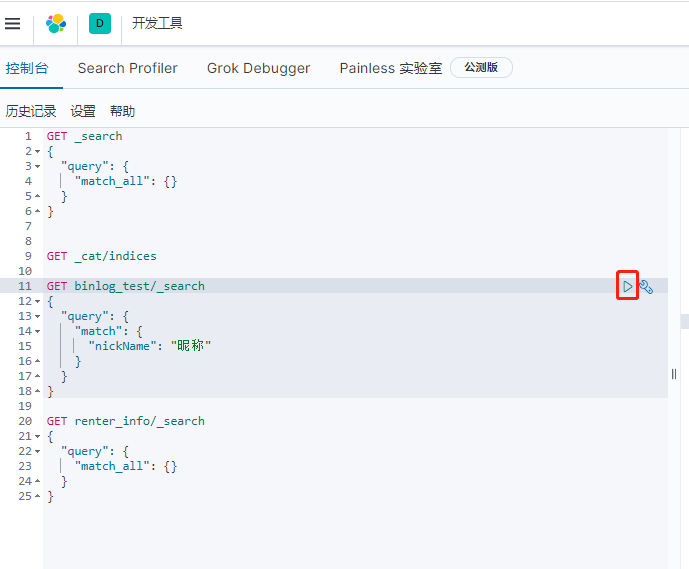 D 开发工具
控制台 Search Profiler Grok Debugger Painless 实验室 公测版
历史记录 设置 帮助
1 GET _search
2 {
3 "query": {
4 "match_all": {}
5 }
6 }
7
8
9 GET _cat/indices
10
11 GET binlog_test/_search
12 {
13 "query": {
14 "match": {
15 "nickName": "昵称"
16 }
17 }
18 }
19
20 GET renter_info/_search
21 {
22 "query": {
23 "match_all": {}
24 }
25 }